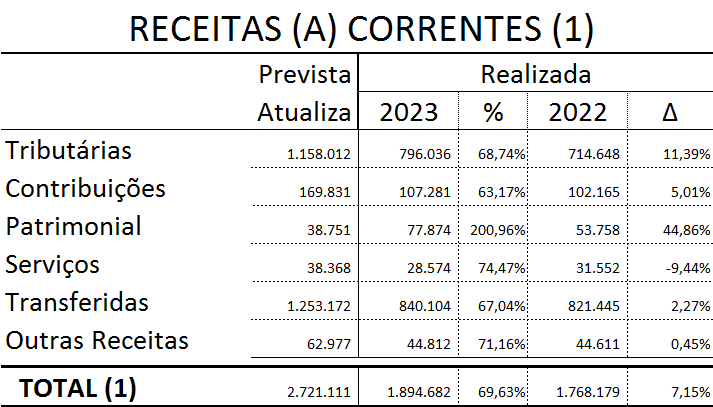 RECEITAS (A) CORRENTES (1)
Prevista Realizada
Atualiza 2023 % 2022 Δ
Tributárias 1.158.012 796.036 68,74% 714.648 11,39%
Contribuições 169.831 107.281 63,17% 102.165 5,01%
Patrimonial 38.751 77.874 200,96% 53.758 44,86%
Serviços 38.368 28.574 74,47% 31.552 -9,44%
Transferidas 1.253.172 840.104 67,04% 821.445 2,27%
Outras Receitas 62.977 44.812 71,16% 44.611 0,45%
TOTAL (1) 2.721.111 1.894.682 69,63% 1.768.179 7,15%